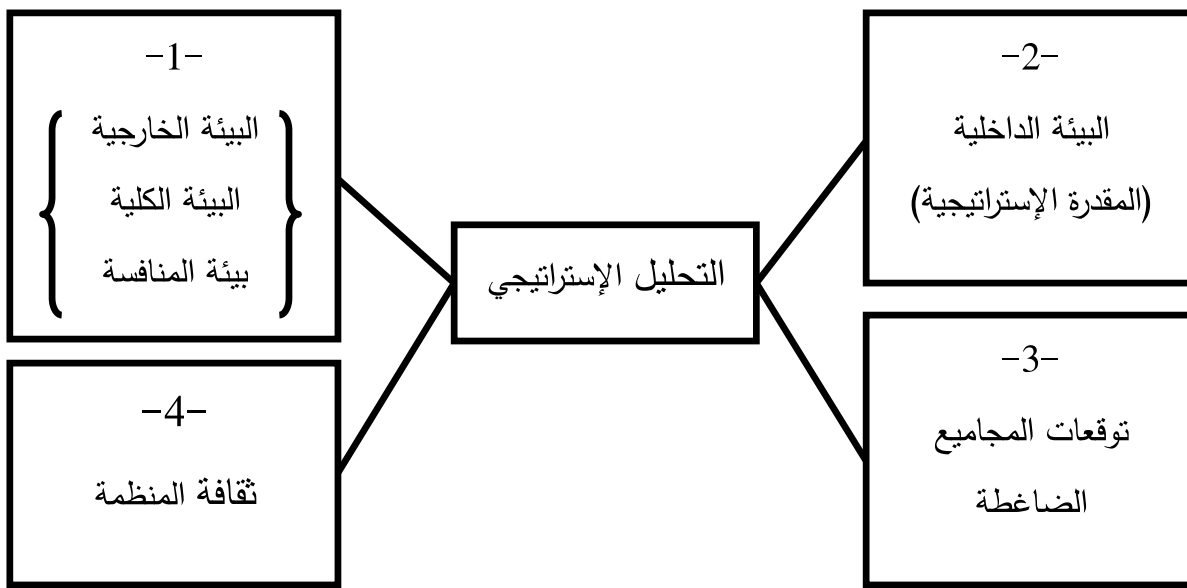 -1-
البيئة الخارجية
البيئة الكلية
بيئة المنافسة
-2-
البيئة الداخلية
(المقدرة الإستراتيجية)
التحليل الإستراتيجي
-3-
توقعات المجاميع
الضاغطة
-4-
ثقافة المنظمة